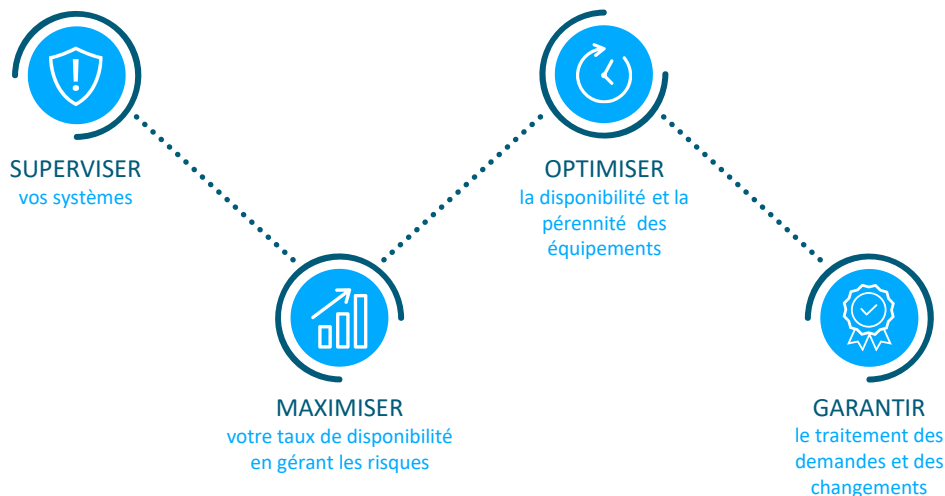 SUPERVISER
vos systèmes
MAXIMISER
votre taux de disponibilité
en gérant les risques
OPTIMISER
la disponibilité et la
pérennité des
équipements
GARANTIR
le traitement des
demandes et des
changements